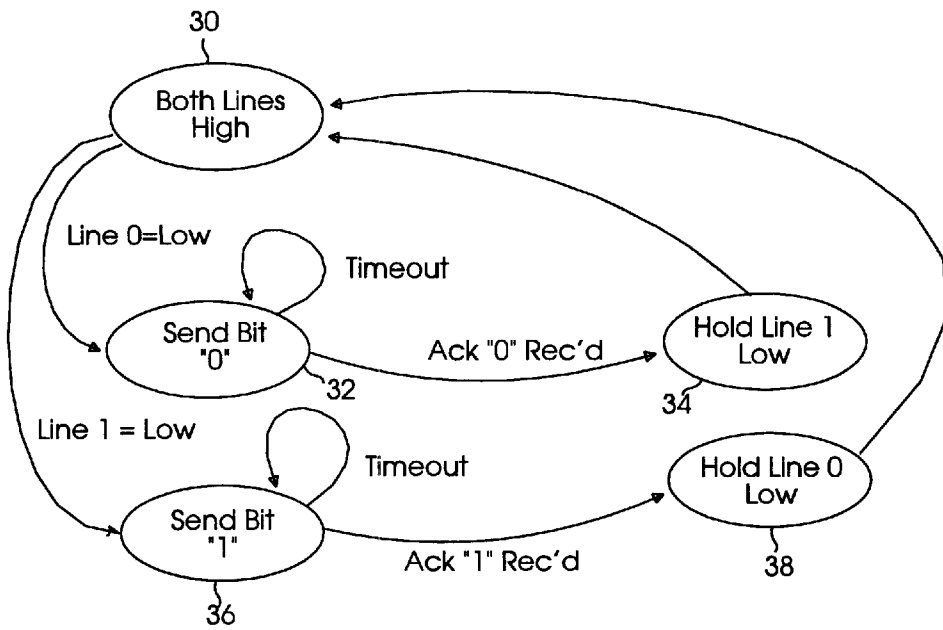 30
Both Lines
High
Line 0=Low
Timeout
Send Bit
"0"
32
Ack "0" Rec'd
Hold Line 1
Low
34
Line 1 = Low
Timeout
Send Bit
"1"
36
Ack "1" Rec'd
Hold Line 0
Low
38